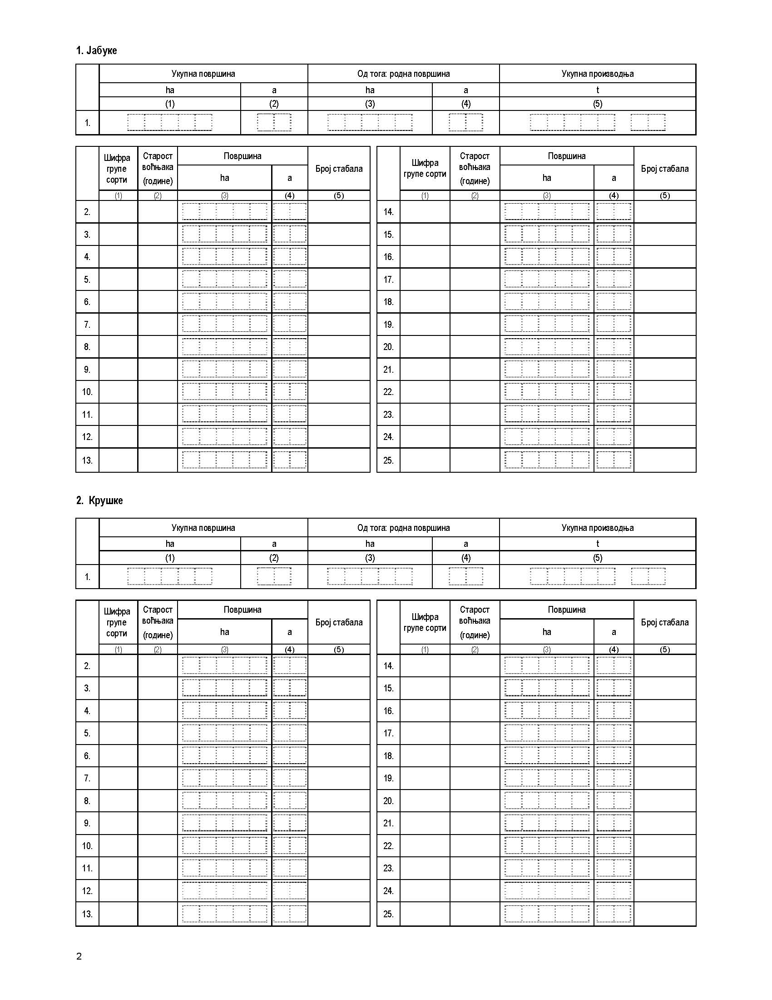 1. Јабуке
Укупна површина Од тога: родна површина Укупна производња
ha a ha a t
(1) (2) (3) (4) (5)
1.
Шифра групе сорти Старост воћњака (године) Површина Број стабала Шифра групе сорти Старост воћњака (године) Површина Број стабала
ha a ha a
(1) (2) (3) (4) (5) (1) (2) (3) (4) (5)
2. 14.
3. 15.
4. 16.
5. 17.
6. 18.
7. 19.
8. 20.
9. 21.
10. 22.
11. 23.
12. 24.
13. 25.
2. Крушке
Укупна површина Од тога: родна површина Укупна производња
ha a ha a t
(1) (2) (3) (4) (5)
1.
Шифра групе сорти Старост воћњака (године) Површина Број стабала Шифра групе сорти Старост воћњака (године) Површина Број стабала
ha a ha a
(1) (2) (3) (4) (5) (1) (2) (3) (4) (5)
2. 14.
3. 15.
4. 16.
5. 17.
6. 18.
7. 19.
8. 20.
9. 21.
10. 22.
11. 23.
12. 24.
13. 25.
2